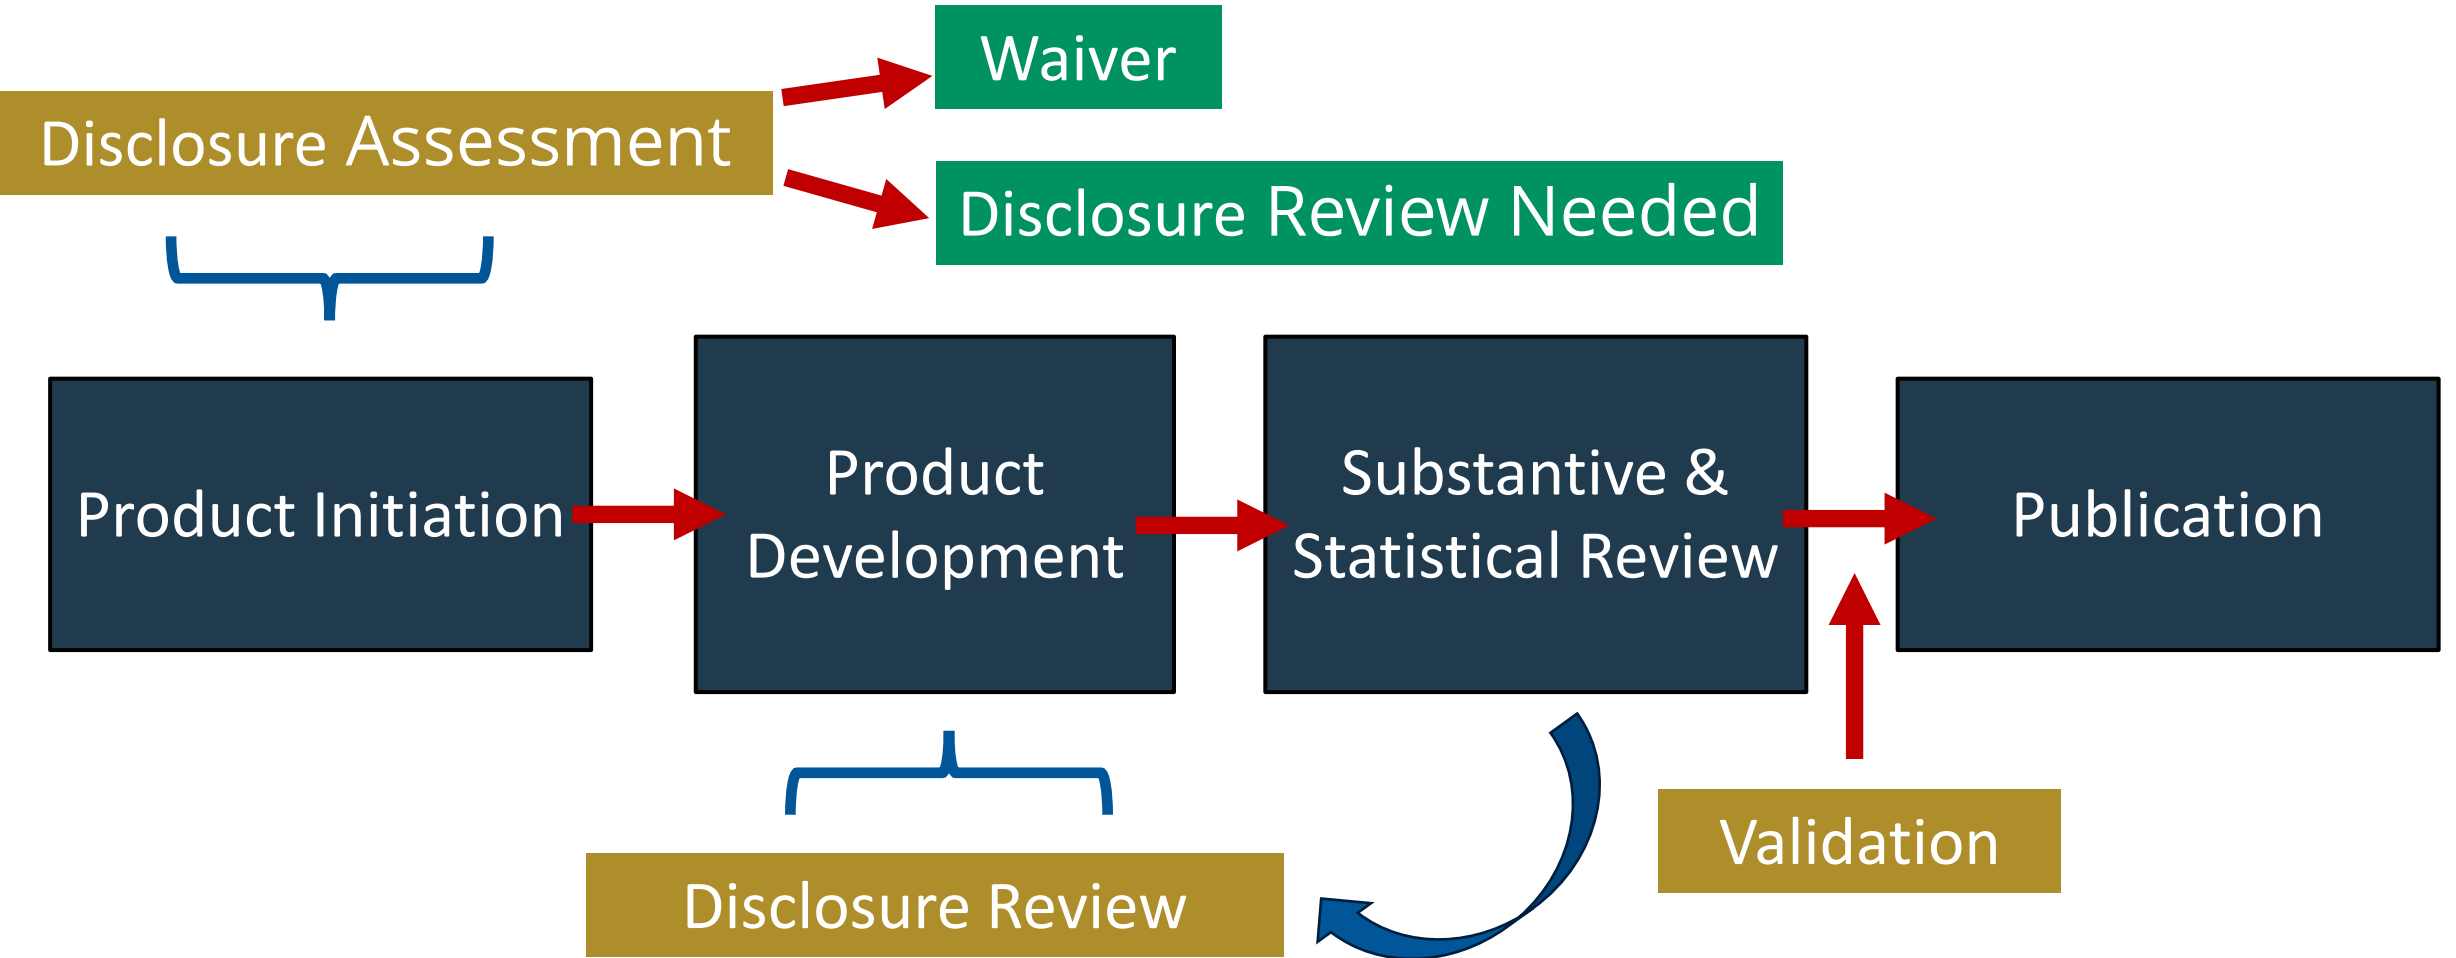 Waiver
Disclosure Assessment
Disclosure Review Needed
Product Initiation
Product
Development
Substantive &
Statistical Review
Publication
Validation
Disclosure Review